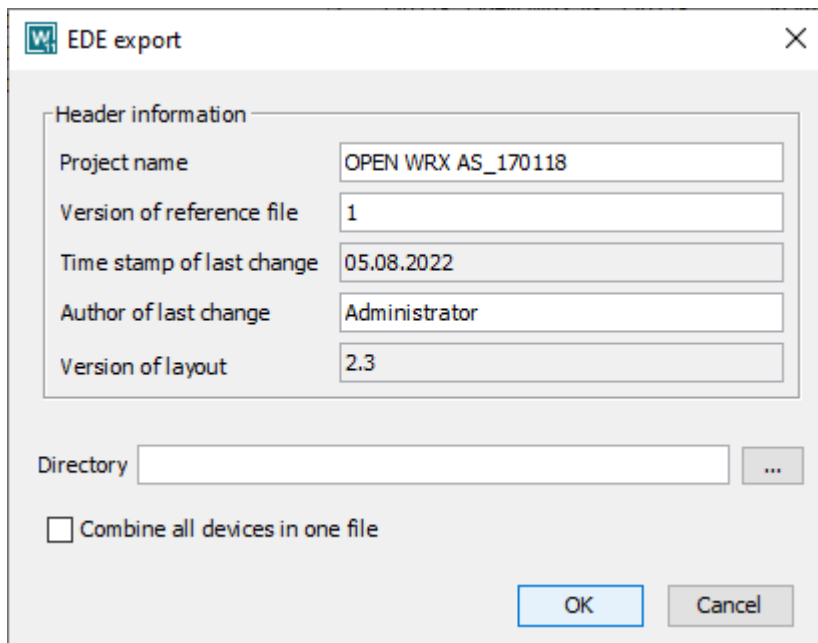 EDE export
Header information
Project name OPEN WRX AS_170118
Version of reference file 1
Time stamp of last change 05.08.2022
Author of last change Administrator
Version of layout 2.3
Directory ...
Combine all devices in one file
OK Cancel